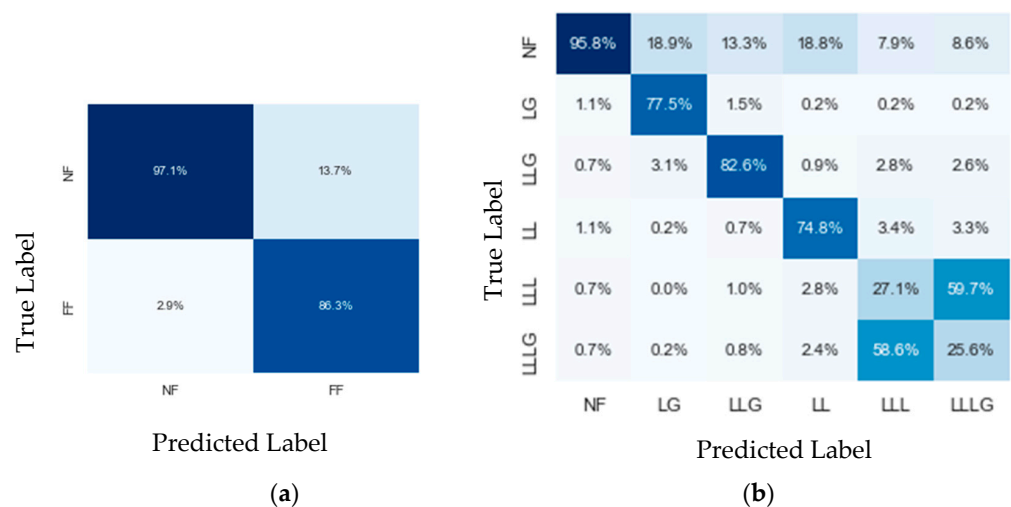 True Label
NF 97.1% 13.7%
FF 2.9% 86.3%
NF FF
Predicted Label
(a)
True Label
NF 95.8% 18.9% 13.3% 18.8% 7.9% 8.6%
LG 1.1% 77.5% 1.5% 0.2% 0.2% 0.2%
LLG 0.7% 3.1% 82.6% 0.9% 2.8% 2.6%
LL 1.1% 0.2% 0.7% 74.8% 3.4% 3.3%
LLL 0.7% 0.0% 1.0% 2.8% 27.1% 59.7%
LLLG 0.7% 0.2% 0.8% 2.4% 58.6% 25.6%
NF LG LLG LL LLL LLLG
Predicted Label
(b)